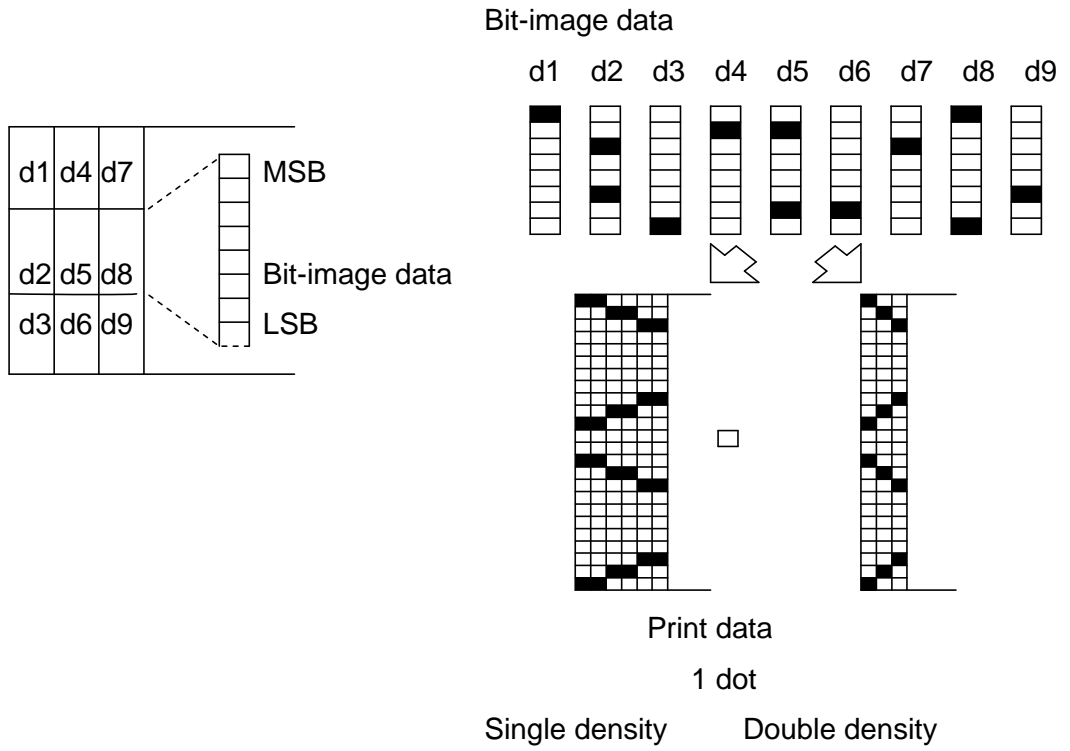 Bit-image data
d1 d2 d3 d4 d5 d6 d7 d8 d9
d1 d4 d7
MSB
d2 d5 d8
Bit-image data
d3 d6 d9
LSB
Print data
1 dot
Single density Double density